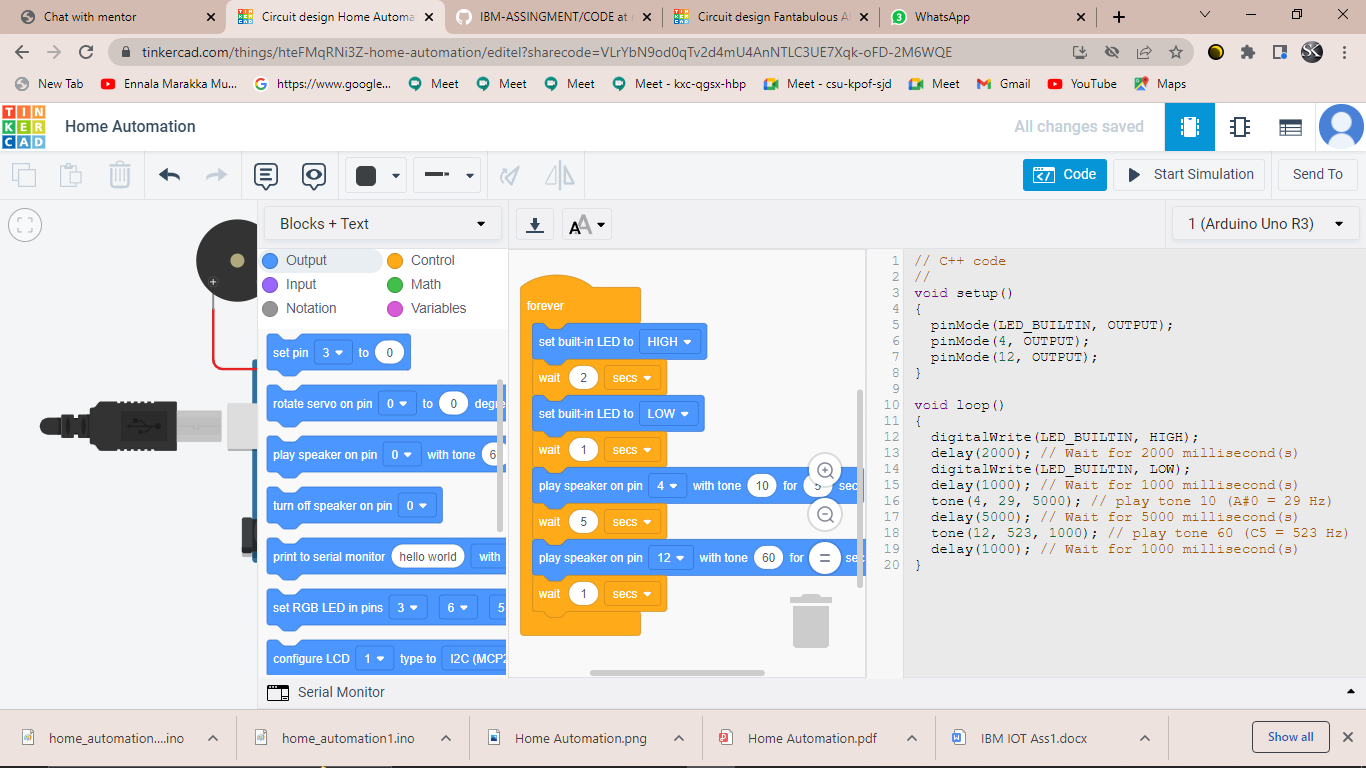 Chat with mentor
Circuit design Home Automa
IBM-ASSINGMENT/CODE at
Circuit design Fantabulous A
3 WhatsApp
tinkercad.com/things/hteFMqRNi3Z-home-automation/editel?sharecode=VLrYbN9od0qTv2d4mU4AnNTLC3UE7Xqk-oFD-2M6WQE
SK
New Tab
Ennala Marakka Mu...
https://www.google...
Meet
Meet
Meet
Meet - kxc-qgsx-hbp
Meet - csu-kpof-sjd
Meet
Gmail
YouTube
Maps
TINKERCAD
Home Automation
All changes saved
Code
Start Simulation
Send To
Blocks + Text
AA
1 (Arduino Uno R3)
Output
Control
Input
Math
Notation
Variables
set pin 3 to 0
rotate servo on pin 0 to 0 degre
play speaker on pin 0 with tone 6
turn off speaker on pin 0
print to serial monitor hello world with
set RGB LED in pins 3 6 5
configure LCD 1 type to I2C (MCP2
forever
set built-in LED to HIGH
wait 2 secs
set built-in LED to LOW
wait 1 secs
play speaker on pin 4 with tone 10 for 5 sec
wait 5 secs
play speaker on pin 12 with tone 60 for sec
wait 1 secs
1 // C++ code
2 //
3 void setup()
4 {
5 pinMode(LED_BUILTIN, OUTPUT);
6 pinMode(4, OUTPUT);
7 pinMode(12, OUTPUT);
8 }
9
10 void loop()
11 {
12 digitalWrite(LED_BUILTIN, HIGH);
13 delay(2000); // Wait for 2000 millisecond(s)
14 digitalWrite(LED_BUILTIN, LOW);
15 delay(1000); // Wait for 1000 millisecond(s)
16 tone(4, 29, 5000); // play tone 10 (A#0 = 29 Hz)
17 delay(5000); // Wait for 5000 millisecond(s)
18 tone(12, 523, 1000); // play tone 60 (C5 = 523 Hz)
19 delay(1000); // Wait for 1000 millisecond(s)
20 }
Serial Monitor
home_automation....ino
home_automation1.ino
Home Automation.png
Home Automation.pdf
IBM IOT Ass1.docx
Show all